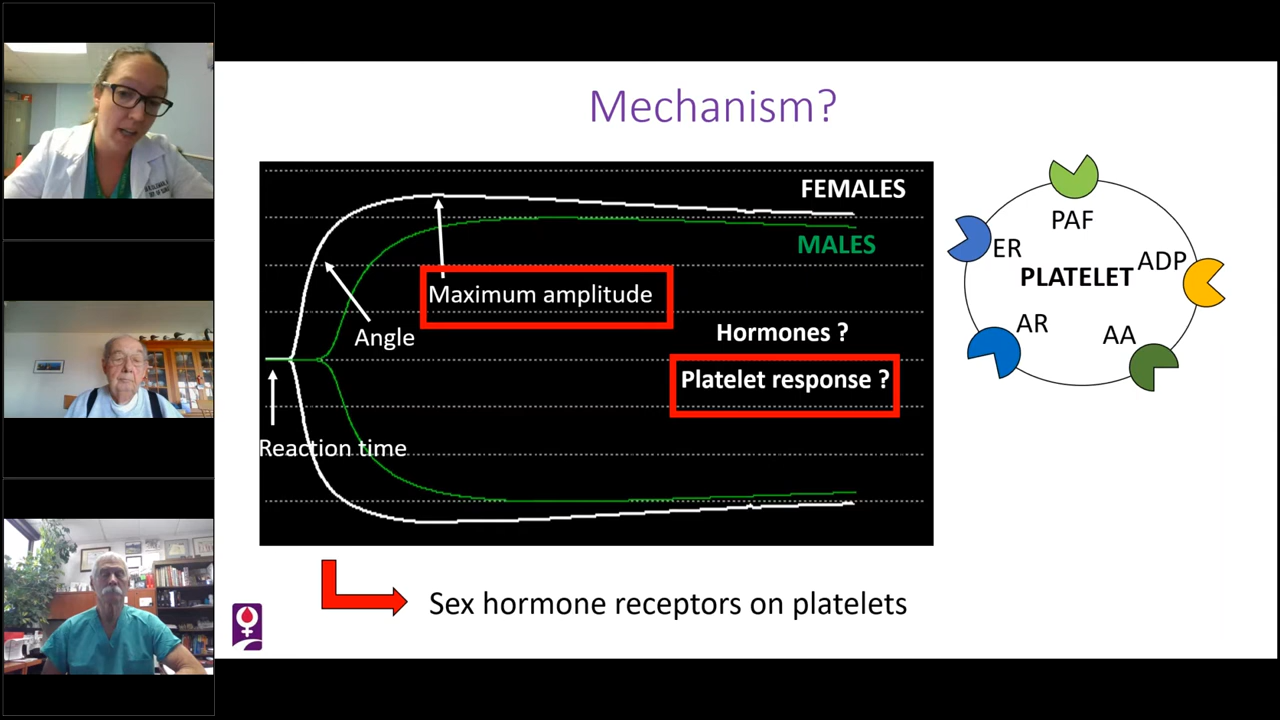 Mechanism?
FEMALES
MALES
Maximum amplitude
Angle
Hormones ?
Platelet response ?
Reaction time
PAF
ER
ADP
PLATELET
AR
AA
Sex hormone receptors on platelets